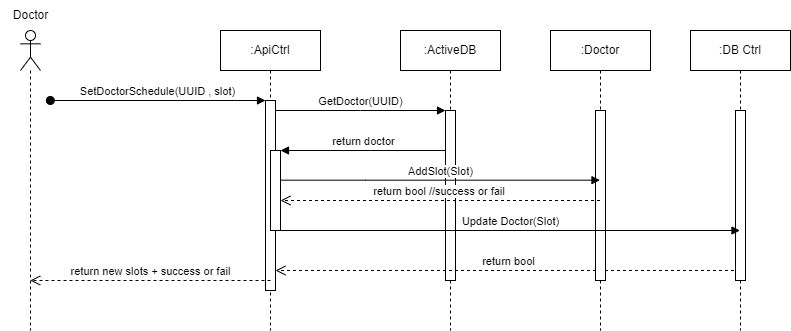 Doctor
:ApiCtrl
:ActiveDB
:Doctor
:DB Ctrl
SetDoctorSchedule(UUID , slot)
GetDoctor(UUID)
return doctor
AddSlot(Slot)
return bool //success or fail
Update Doctor(Slot)
return bool
return new slots + success or fail